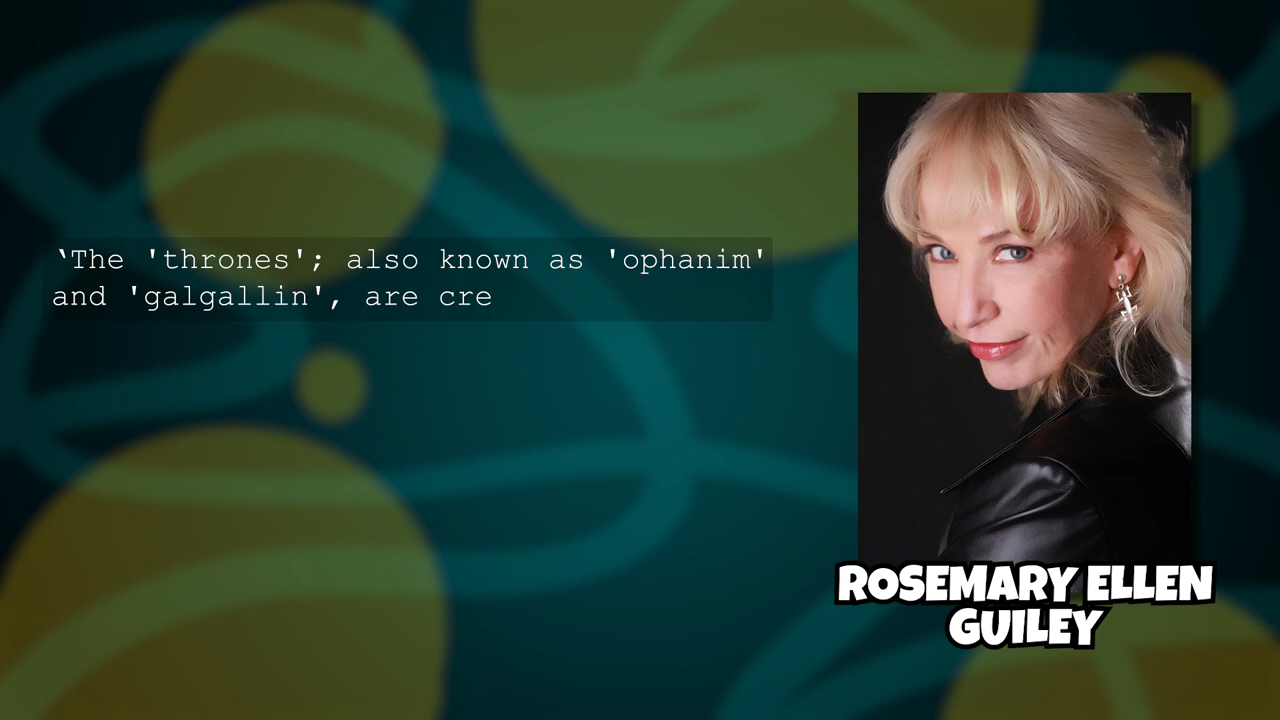 ‘The 'thrones'; also known as 'ophanim'
and 'galgallin', are cre
ROSEMARY ELLEN
GUILEY